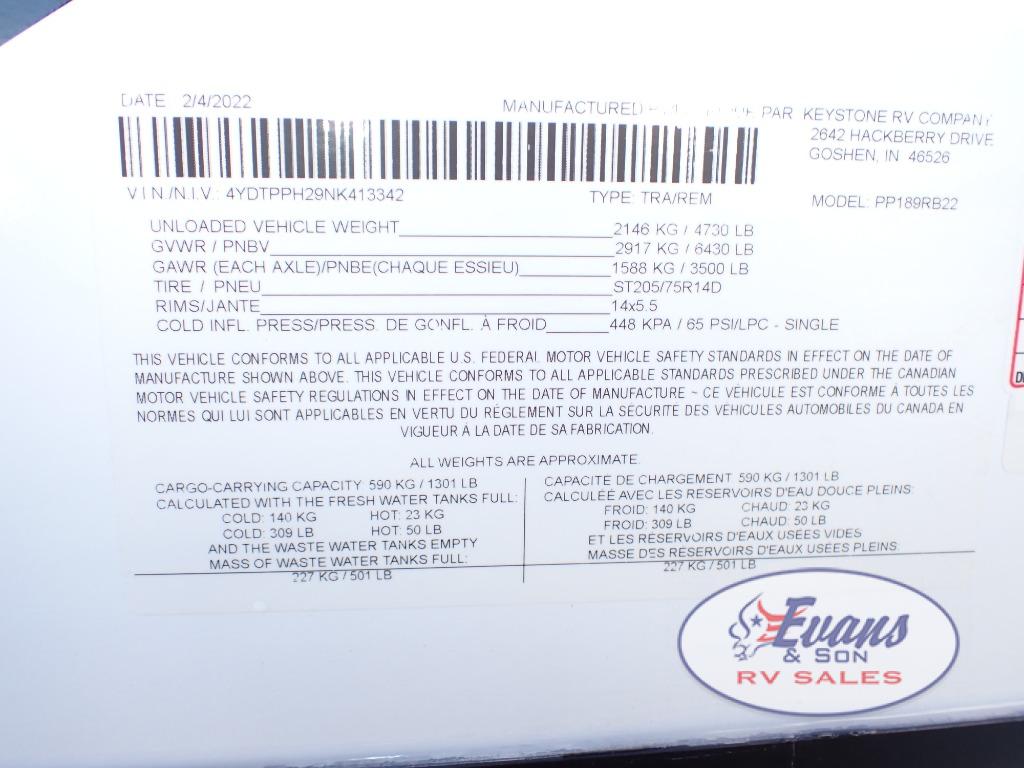 DATE 2/4/2022
MANUFACTURED PAR KEYSTONE RV COMPANY
2642 HACKBERRY DRIVE
GOSHEN, IN 46526
VIN./N.I.V.: 4YDTPPH29NK413342 TYPE: TRA/REM MODEL: PP189RB22
UNLOADED VEHICLE WEIGHT 2146 KG / 4730 LB
GVWR / PNBV 2917 KG / 6430 LB
GAWR (EACH AXLE)/PNBE(CHAQUE ESSIEU) 1588 KG / 3500 LB
TIRE / PNEU ST205/75R14D
RIMS/JANTE 14x5.5
COLD INFL. PRESS/PRESS. DE GONFL. À FROID 448 KPA / 65 PSI/LPC - SINGLE
THIS VEHICLE CONFORMS TO ALL APPLICABLE U.S. FEDERAL MOTOR VEHICLE SAFETY STANDARDS IN EFFECT ON THE DATE OF
MANUFACTURE SHOWN ABOVE. THIS VEHICLE CONFORMS TO ALL APPLICABLE STANDARDS PRESCRIBED UNDER THE CANADIAN
MOTOR VEHICLE SAFETY REGULATIONS IN EFFECT ON THE DATE OF MANUFACTURE ~ CE VÉHICULE EST CONFORME À TOUTES LES
NORMES QUI LUI SONT APPLICABLES EN VERTU DU RÉGLEMENT SUR LA SECURITE DES VÉHICULES AUTOMOBILES DU CANADA EN
VIGUEUR À LA DATE DE SA FABRICATION.
ALL WEIGHTS ARE APPROXIMATE.
CARGO-CARRYING CAPACITY 590 KG / 1301 LB
CALCULATED WITH THE FRESH WATER TANKS FULL:
COLD: 140 KG HOT: 23 KG
COLD: 309 LB HOT: 50 LB
AND THE WASTE WATER TANKS EMPTY
MASS OF WASTE WATER TANKS FULL:
227 KG / 501 LB
CAPACITE DE CHARGEMENT 590 KG / 1301 LB
CALCULÉE AVEC LES RESERVOIRS D'EAU DOUCE PLEINS:
FROID: 140 KG CHAUD: 23 KG
FROID: 309 LB CHAUD: 50 LB
ET LES RÉSERVOIRS D'EAUX USÉES VIDES
MASSE DES RÉSERVOIRS D'EAUX USÉES PLEINS:
227 KG / 501 LB
Evans
& SON
RV SALES